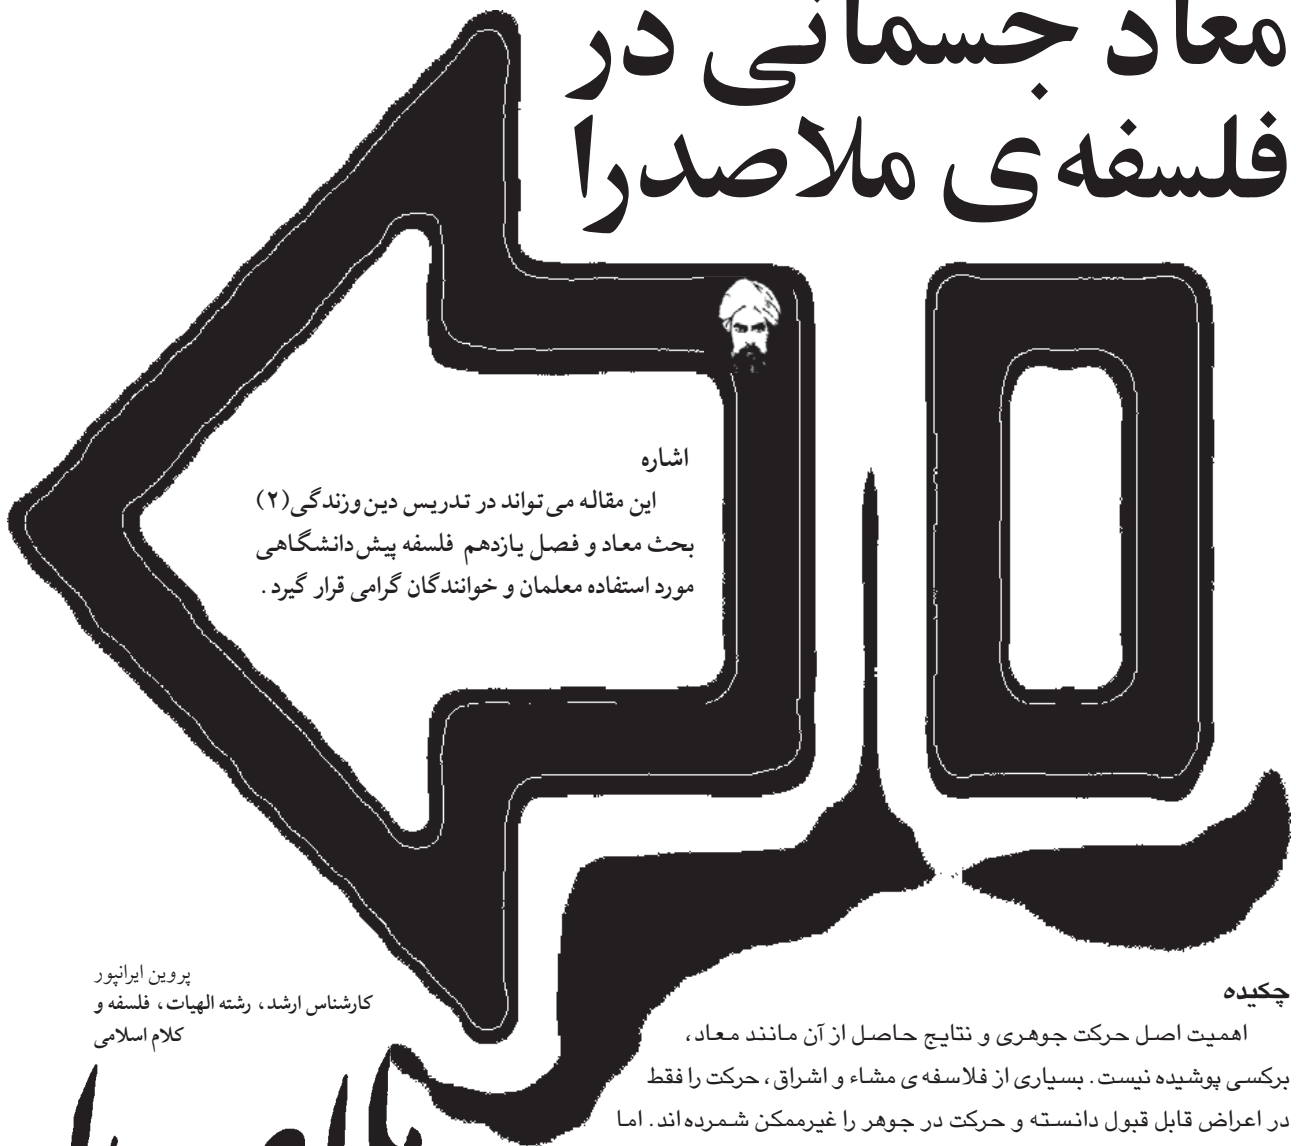 معاد جسمانی در
فلسفه ی ملاصدرا
اشاره
این مقاله می تواند در تدریس دین وزندگی(۲)
بحث معاد و فصل یازدهم فلسفه پیش دانشگاهی
مورد استفاده معلمان و خوانندگان گرامی قرار گیرد .
پروین ایرانپور
کارشناس ارشد، رشته الهیات، فلسفه و
کلام اسلامی
چکیده
اهمیت اصل حرکت جوهری و نتایج حاصل از آن مانند معاد،
برکسی پوشیده نیست. بسیاری از فلاسفه ی مشاء و اشراق، حرکت را فقط
در اعراض قابل قبول دانسته و حرکت در جوهر را غیرممکن شمرده اند. اما